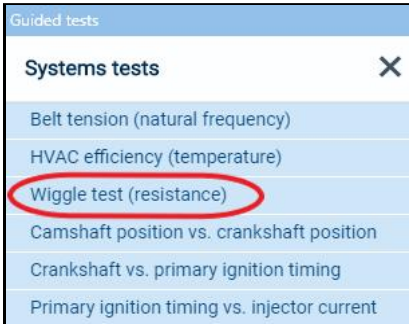 Guided tests
Systems tests
Belt tension (natural frequency)
HVAC efficiency (temperature)
Wiggle test (resistance)
Camshaft position vs. crankshaft position
Crankshaft vs. primary ignition timing
Primary ignition timing vs. injector current